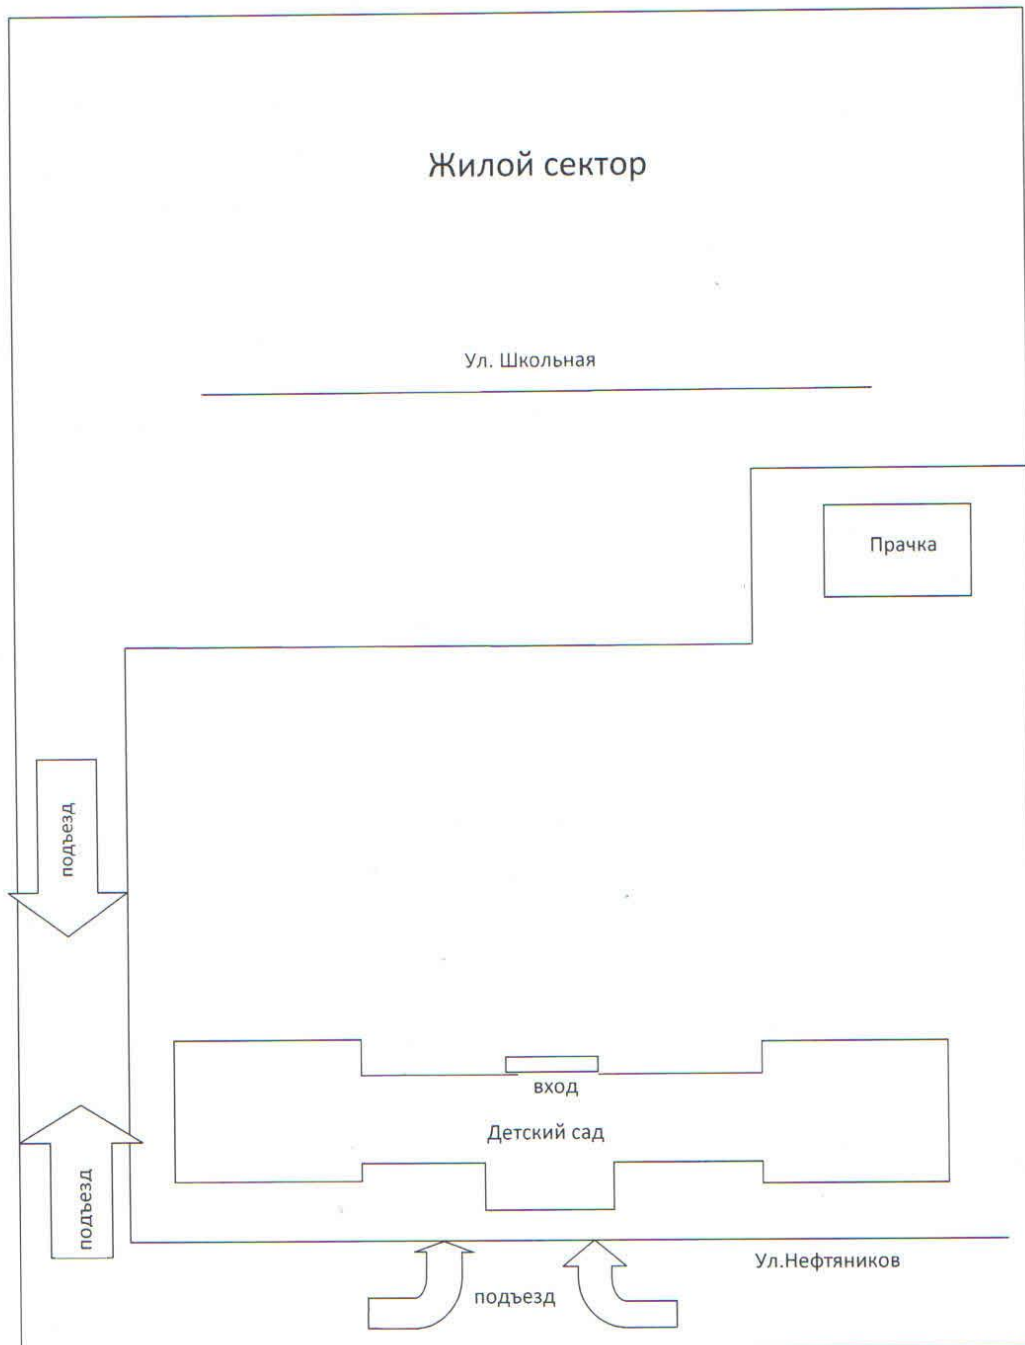 Жилой сектор
Ул. Школьная
Прачка
подъезд
вход
Детский сад
подъезд
Ул.Нефтяников
подъезд